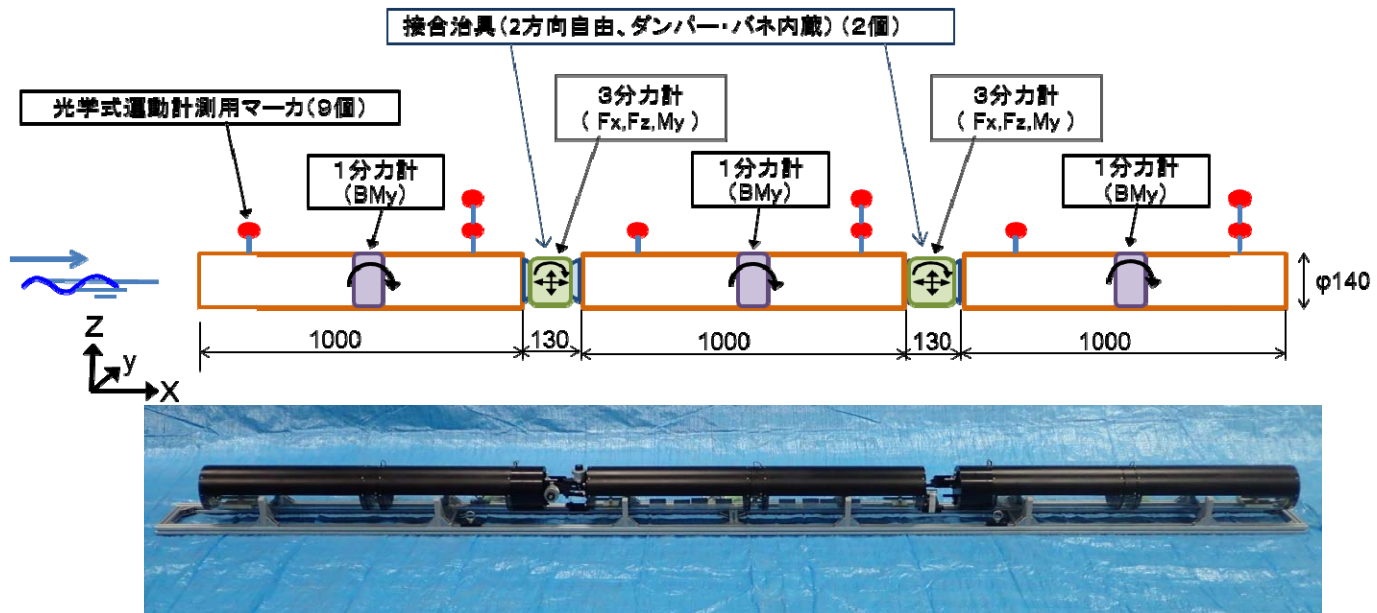 接合治具(2方向自由、ダンパー・バネ内蔵)(2個)
光学式運動計測用マーカ(9個)
3分力計
( Fx,Fz,My )
3分力計
( Fx,Fz,My )
1分力計
(BMy)
1分力計
(BMy)
1分力計
(BMy)
φ140
1000
130
1000
130
1000
Z
y
X